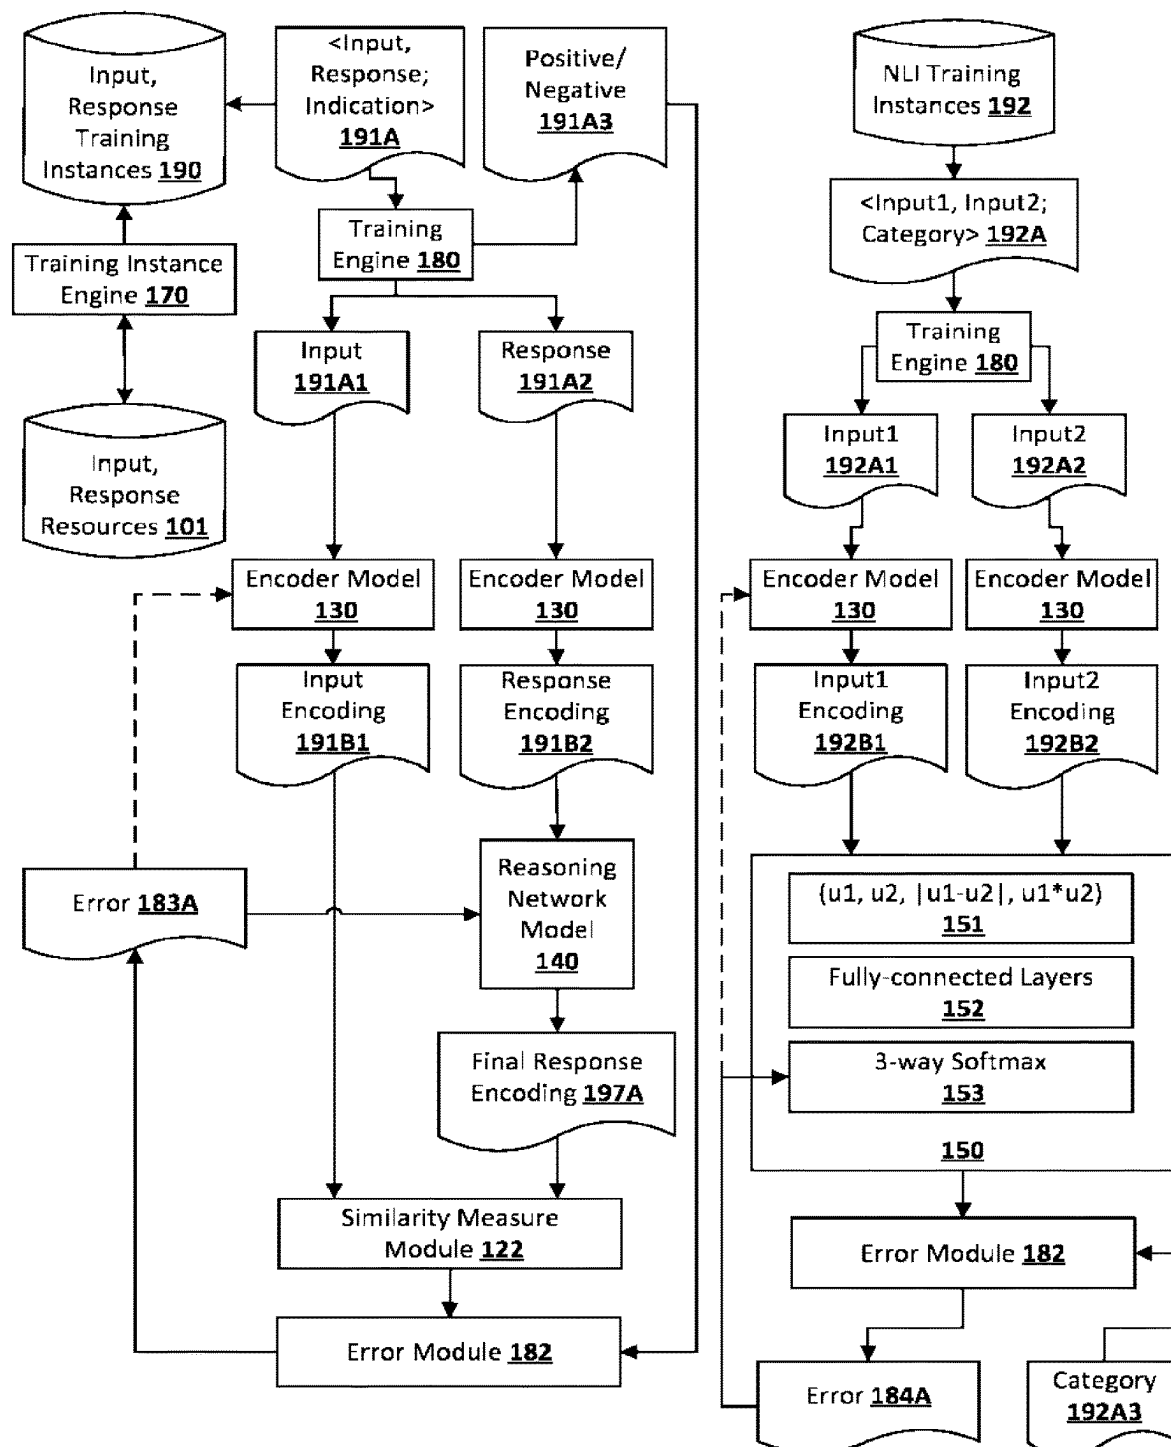 Input,
Response
Training
Instances 190
<Input,
Response;
Indication>
191A
Positive/
Negative
191A3
Training
Engine 180
Training Instance
Engine 170
Input
191A1
Response
191A2
Input,
Response
Resources 101
Encoder Model
130
Encoder Model
130
Input
Encoding
191B1
Response
Encoding
191B2
Error 183A
Reasoning
Network
Model
140
Final Response
Encoding 197A
Similarity Measure
Module 122
Error Module 182
NLI Training
Instances 192
<Input1, Input2;
Category> 192A
Training
Engine 180
Input1
192A1
Input2
192A2
Encoder Model
130
Encoder Model
130
Input1
Encoding
192B1
Input2
Encoding
192B2
(u1, u2, |u1-u2|, u1*u2)
151
Fully-connected Layers
152
3-way Softmax
153
150
Error Module 182
Error 184A
Category
192A3